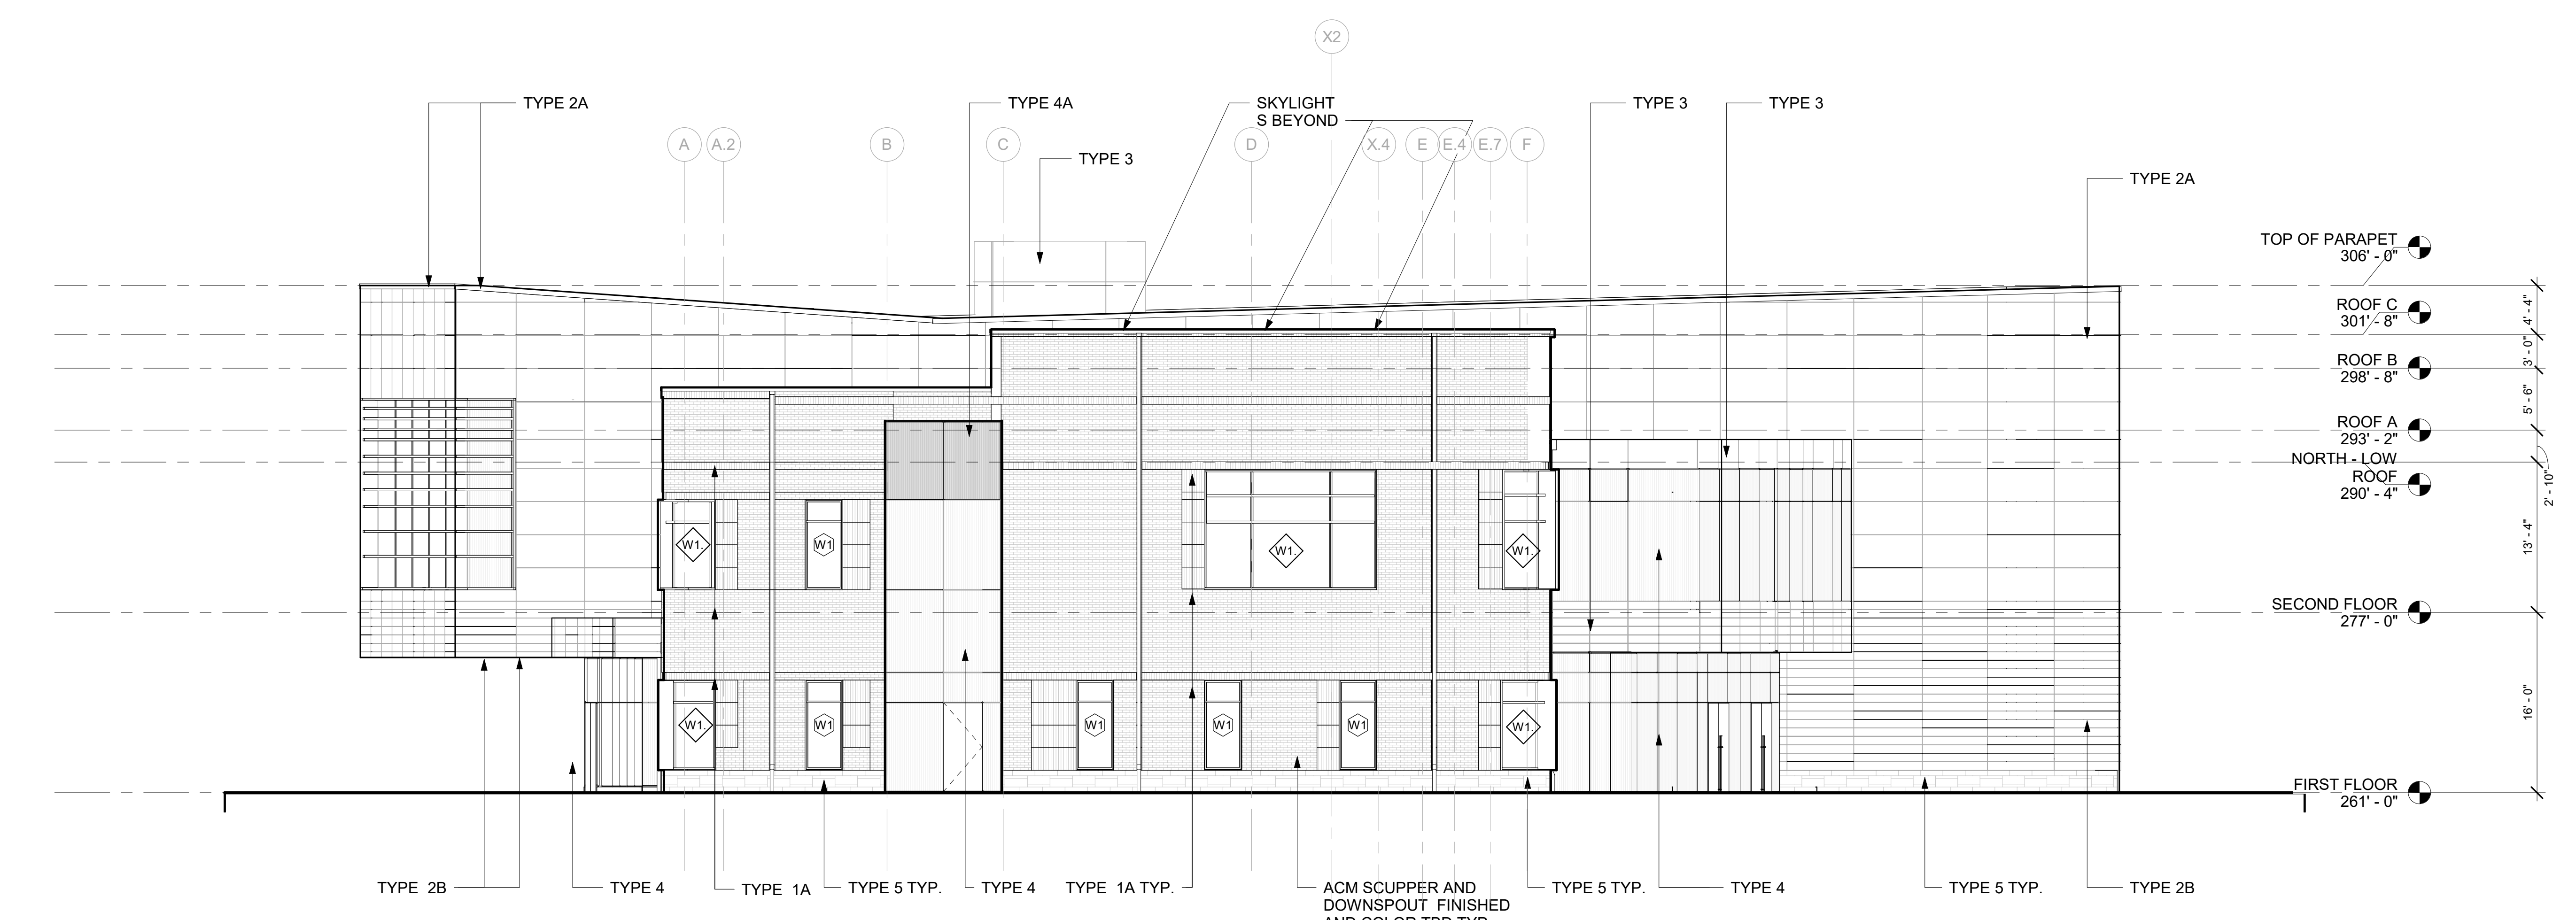 X2
TYPE 2A
TYPE 4A
SKYLIGHT
S BEYOND
TYPE 3
TYPE 3
A
A.2
B
C
D
X.4
E
E.4
E.7
F
TYPE 3
TYPE 2A
TOP OF PARAPET
306' - 0"
ROOF C
301' - 8"
ROOF B
298' - 8"
ROOF A
293' - 2"
NORTH - LOW
ROOF
290' - 4"
SECOND FLOOR
277' - 0"
FIRST FLOOR
261' - 0"
4' - 4"
3' - 0"
5' - 6"
2' - 10"
13' - 4"
16' - 0"
W1.
W1
W1.
W1.
W1.
W1
W1
W1
W1
W1.
TYPE 2B
TYPE 4
TYPE 1A
TYPE 5 TYP.
TYPE 4
TYPE 1A TYP.
ACM SCUPPER AND
DOWNSPOUT FINISHED
AND COLOR TBD TYP
TYPE 5 TYP.
TYPE 4
TYPE 5 TYP.
TYPE 2B